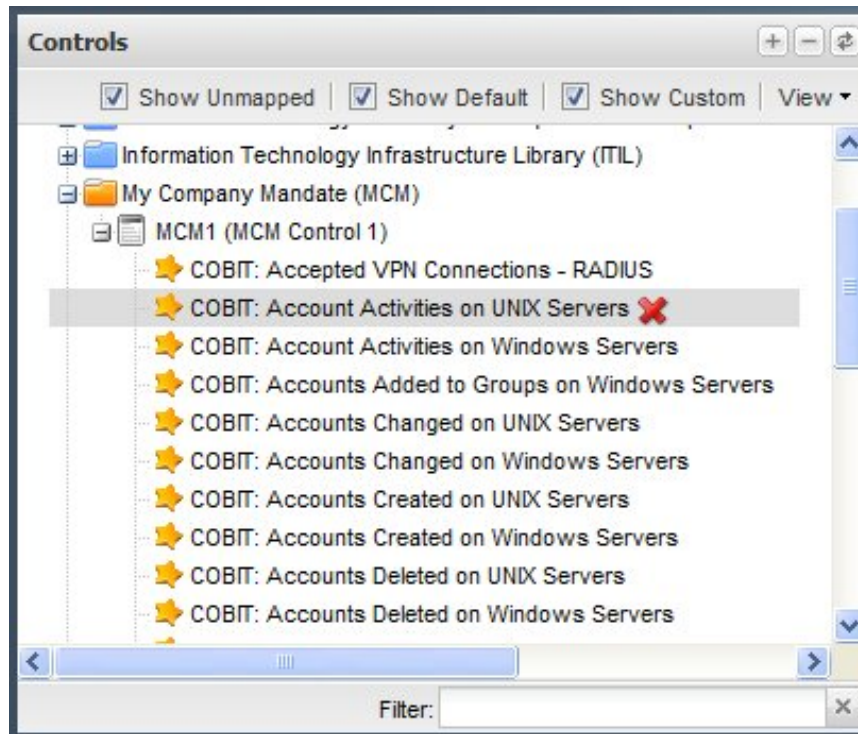 Controls
Show Unmapped | Show Default | Show Custom | View
Information Technology Infrastructure Library (ITIL)
My Company Mandate (MCM)
MCM1 (MCM Control 1)
COBIT: Accepted VPN Connections - RADIUS
COBIT: Account Activities on UNIX Servers
COBIT: Account Activities on Windows Servers
COBIT: Accounts Added to Groups on Windows Servers
COBIT: Accounts Changed on UNIX Servers
COBIT: Accounts Changed on Windows Servers
COBIT: Accounts Created on UNIX Servers
COBIT: Accounts Created on Windows Servers
COBIT: Accounts Deleted on UNIX Servers
COBIT: Accounts Deleted on Windows Servers
Filter: